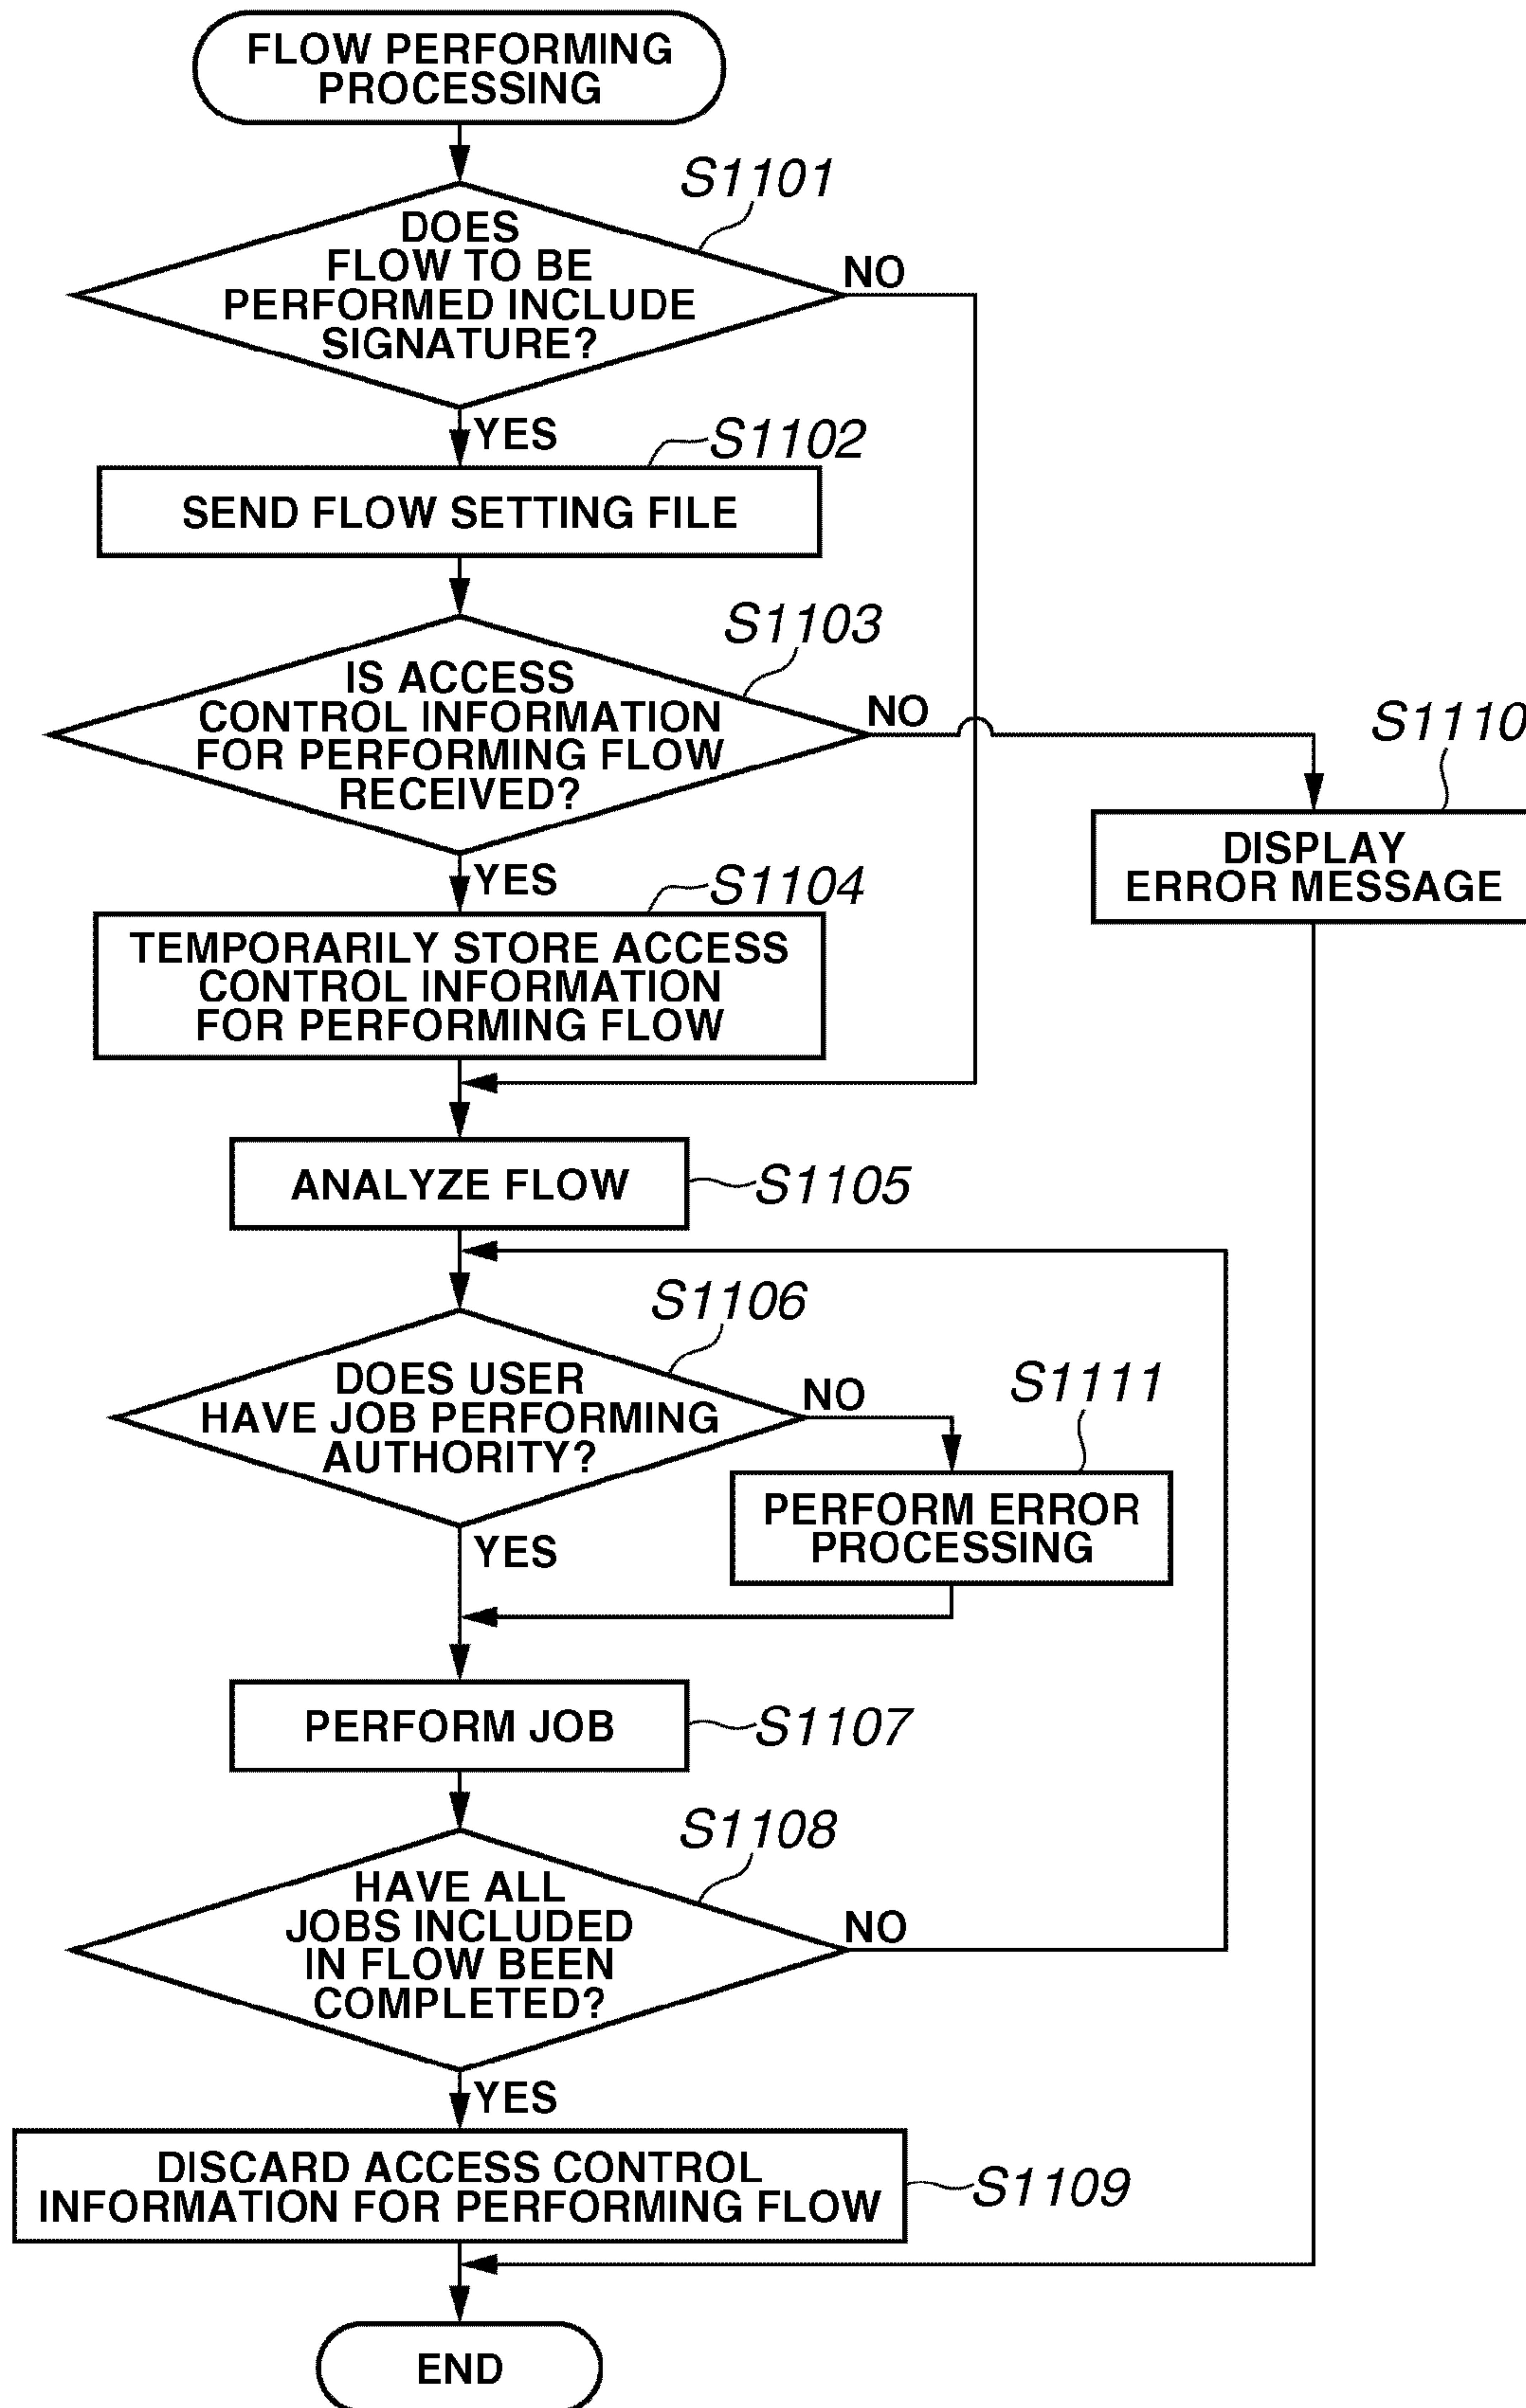 FLOW PERFORMING
PROCESSING
S1101
DOES
FLOW TO BE
PERFORMED INCLUDE
SIGNATURE?
NO
YES
S1102
SEND FLOW SETTING FILE
S1103
IS ACCESS
CONTROL INFORMATION
FOR PERFORMING FLOW
RECEIVED?
NO
S1110
DISPLAY
ERROR MESSAGE
YES
S1104
TEMPORARILY STORE ACCESS
CONTROL INFORMATION
FOR PERFORMING FLOW
ANALYZE FLOW
S1105
S1106
DOES USER
HAVE JOB PERFORMING
AUTHORITY?
NO
S1111
PERFORM ERROR
PROCESSING
YES
PERFORM JOB
S1107
S1108
HAVE ALL
JOBS INCLUDED
IN FLOW BEEN
COMPLETED?
NO
YES
DISCARD ACCESS CONTROL
INFORMATION FOR PERFORMING FLOW
S1109
END